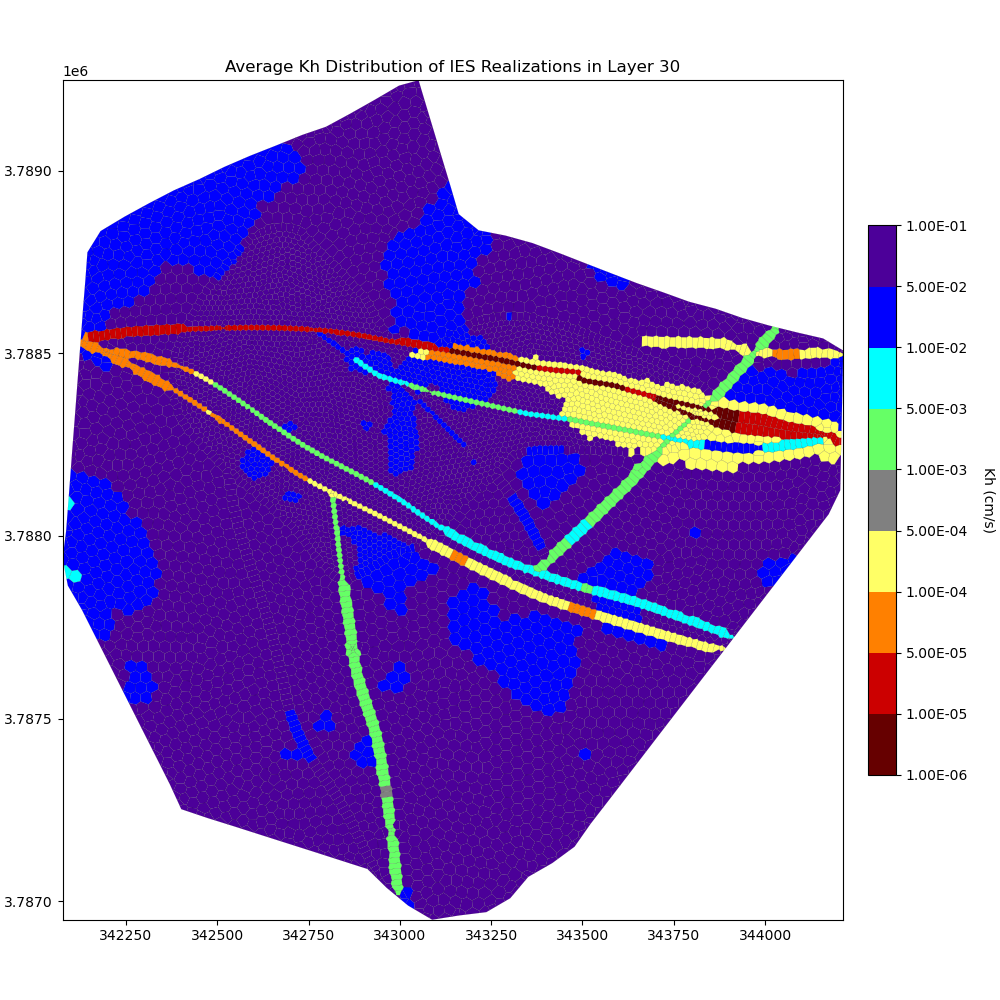 Average Kh Distribution of IES Realizations in Layer 30
1e6
3.7890
3.7885
3.7880
3.7875
3.7870
342250
342500
342750
343000
343250
343500
343750
344000
1.00E-01
5.00E-02
1.00E-02
5.00E-03
1.00E-03
5.00E-04
1.00E-04
5.00E-05
1.00E-05
1.00E-06
Kh (cm/s)